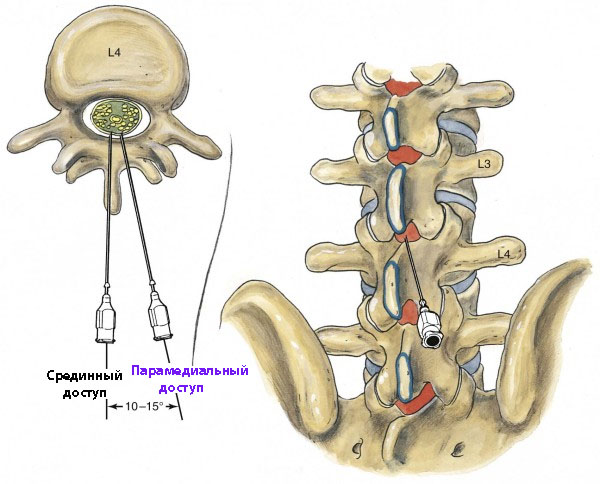 L4
L3
L4
Срединный
доступ
Парамедиальный
доступ
10–15°